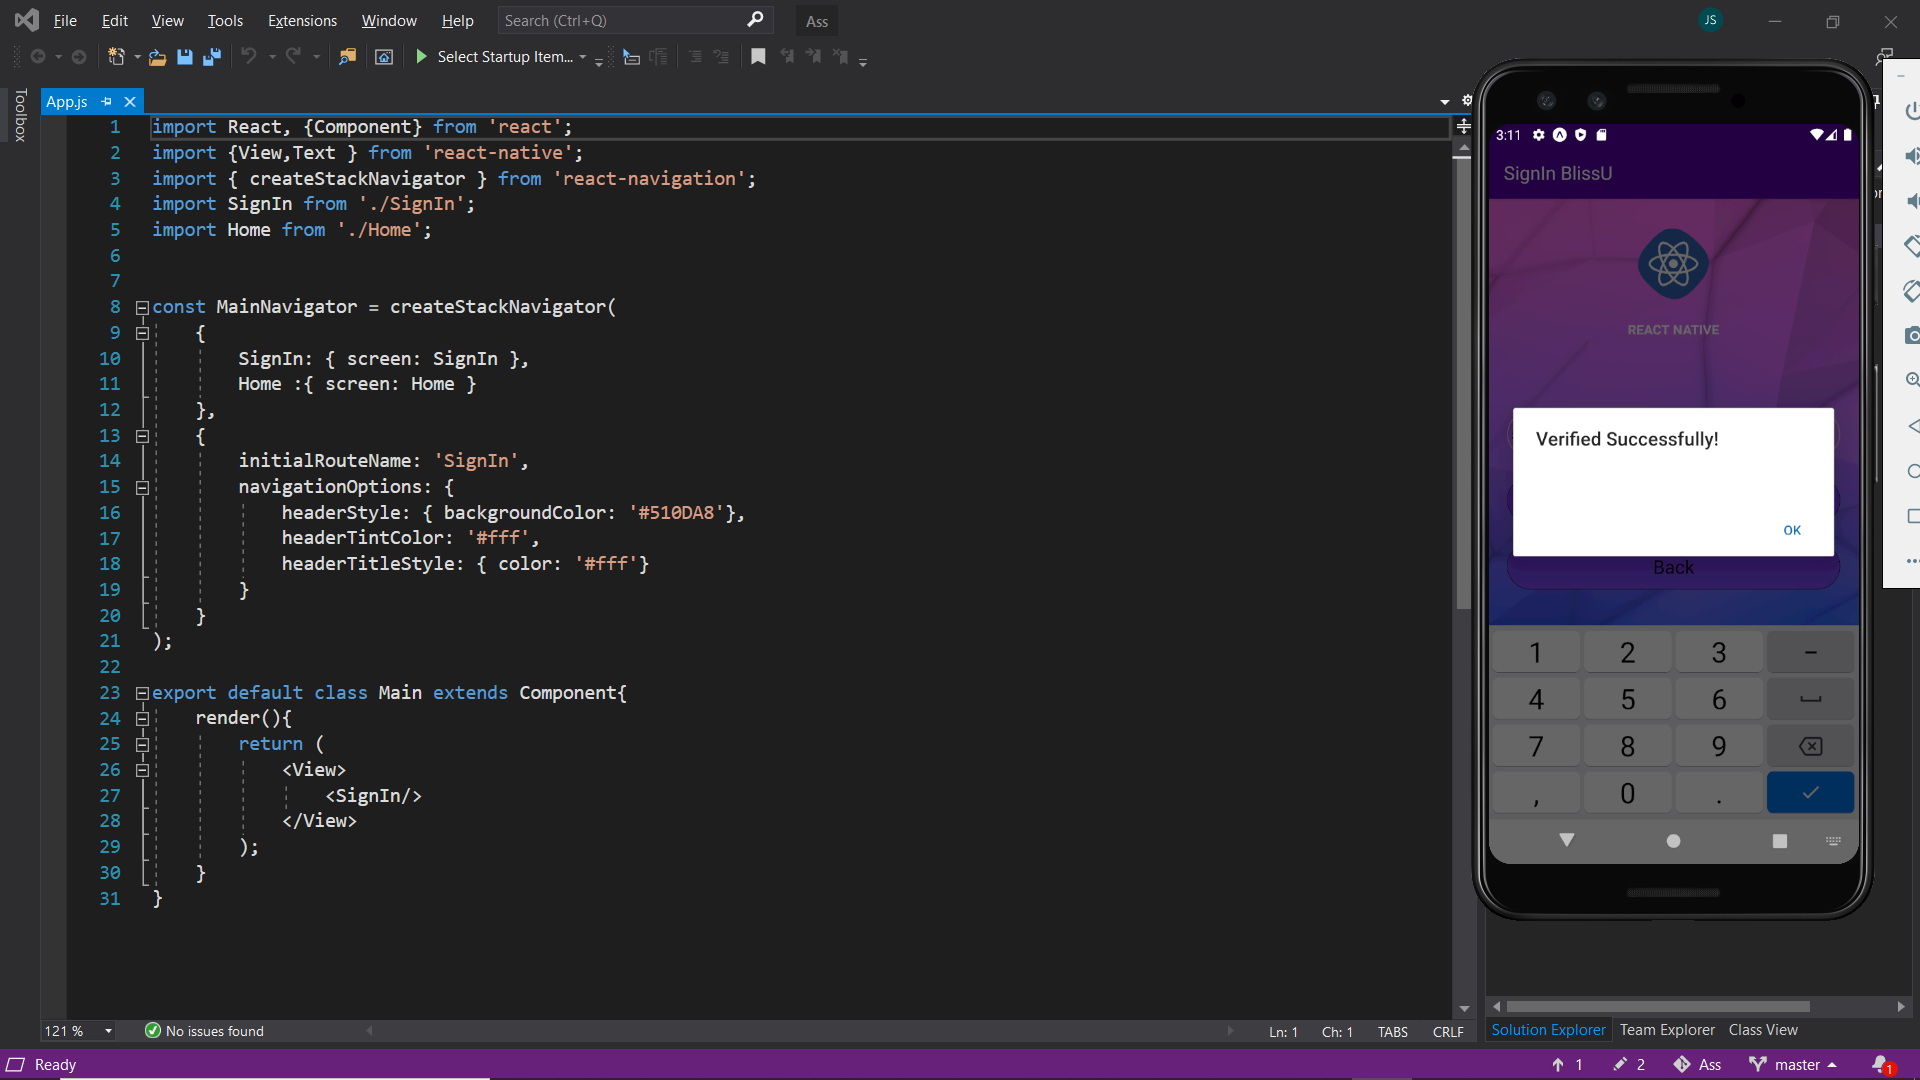 File Edit View Tools Extensions Window Help Search (Ctrl+Q) Ass JS
Select Startup Item...
Toolbox
App.js
1 import React, {Component} from 'react';
2 import {View,Text } from 'react-native';
3 import { createStackNavigator } from 'react-navigation';
4 import SignIn from './SignIn';
5 import Home from './Home';
6
7
8 const MainNavigator = createStackNavigator(
9 {
10 SignIn: { screen: SignIn },
11 Home :{ screen: Home }
12 },
13 {
14 initialRouteName: 'SignIn',
15 navigationOptions: {
16 headerStyle: { backgroundColor: '#510DA8'},
17 headerTintColor: '#fff',
18 headerTitleStyle: { color: '#fff'}
19 }
20 }
21 );
22
23 export default class Main extends Component{
24 render(){
25 return (
26 <View>
27 <SignIn/>
28 </View>
29 );
30 }
31 }
121 % No issues found Ln: 1 Ch: 1 TABS CRLF
3:11
SignIn BlissU
REACT NATIVE
Verified Successfully!
OK
Back
1 2 3 -
4 5 6
7 8 9
, 0 .
Solution Explorer Team Explorer Class View
Ready 1 2 Ass master 1